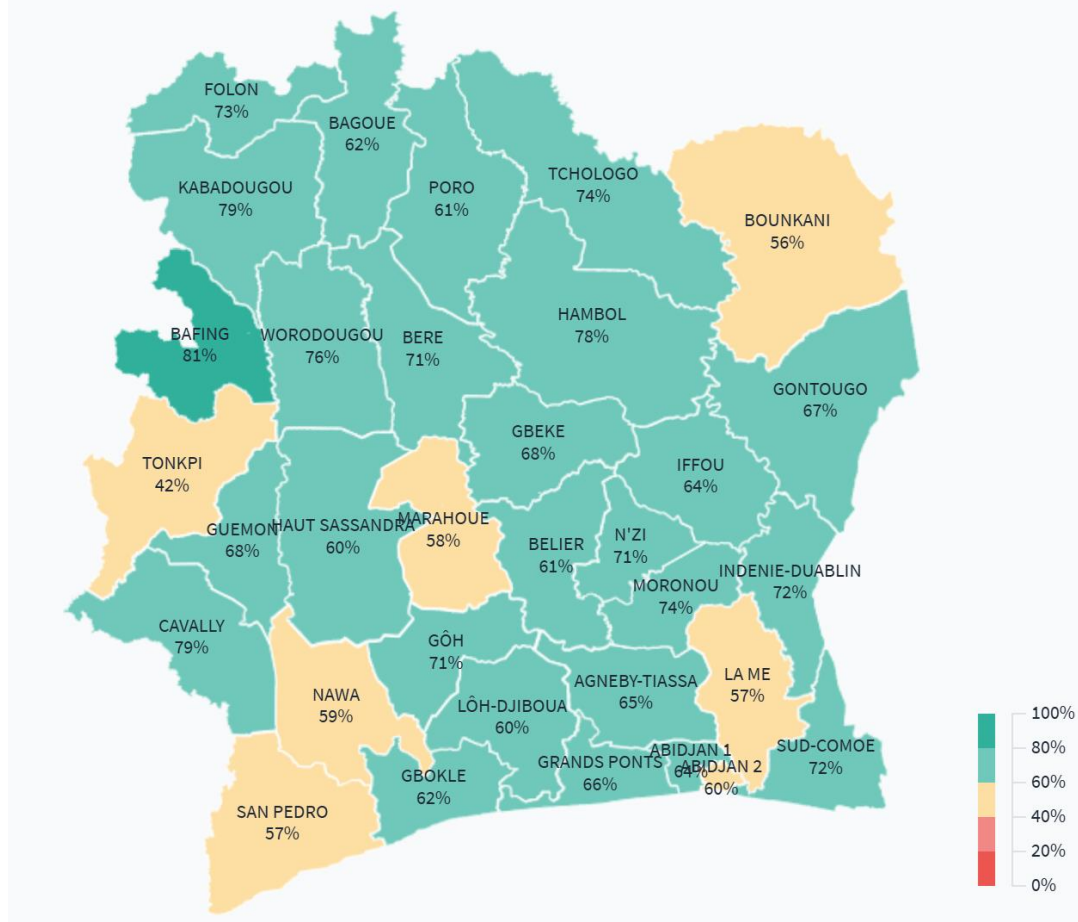 FOLON
73%
BAGOUE
62%
KABADOUGOU
79%
PORO
61%
TCHOLOGO
74%
BOUNKANI
56%
BAFING
81%
WORODOUGOU
76%
BERE
71%
HAMBOL
78%
GONTOUGO
67%
TONKPI
42%
GBEKE
68%
IFFOU
64%
GUEMON
68%
HAUT SASSANDRA
60%
MARAHOUE
58%
BELIER
61%
N'ZI
71%
MORONOU
74%
INDENIE-DUABLIN
72%
CAVALLY
79%
GÔH
71%
NAWA
59%
LÔH-DJIBOUA
60%
AGNEBY-TIASSA
65%
LA ME
57%
SAN PEDRO
57%
GBOKLE
62%
GRANDS PONTS
66%
ABIDJAN 1
64%
ABIDJAN 2
60%
SUD-COMOE
72%
100%
80%
60%
40%
20%
0%